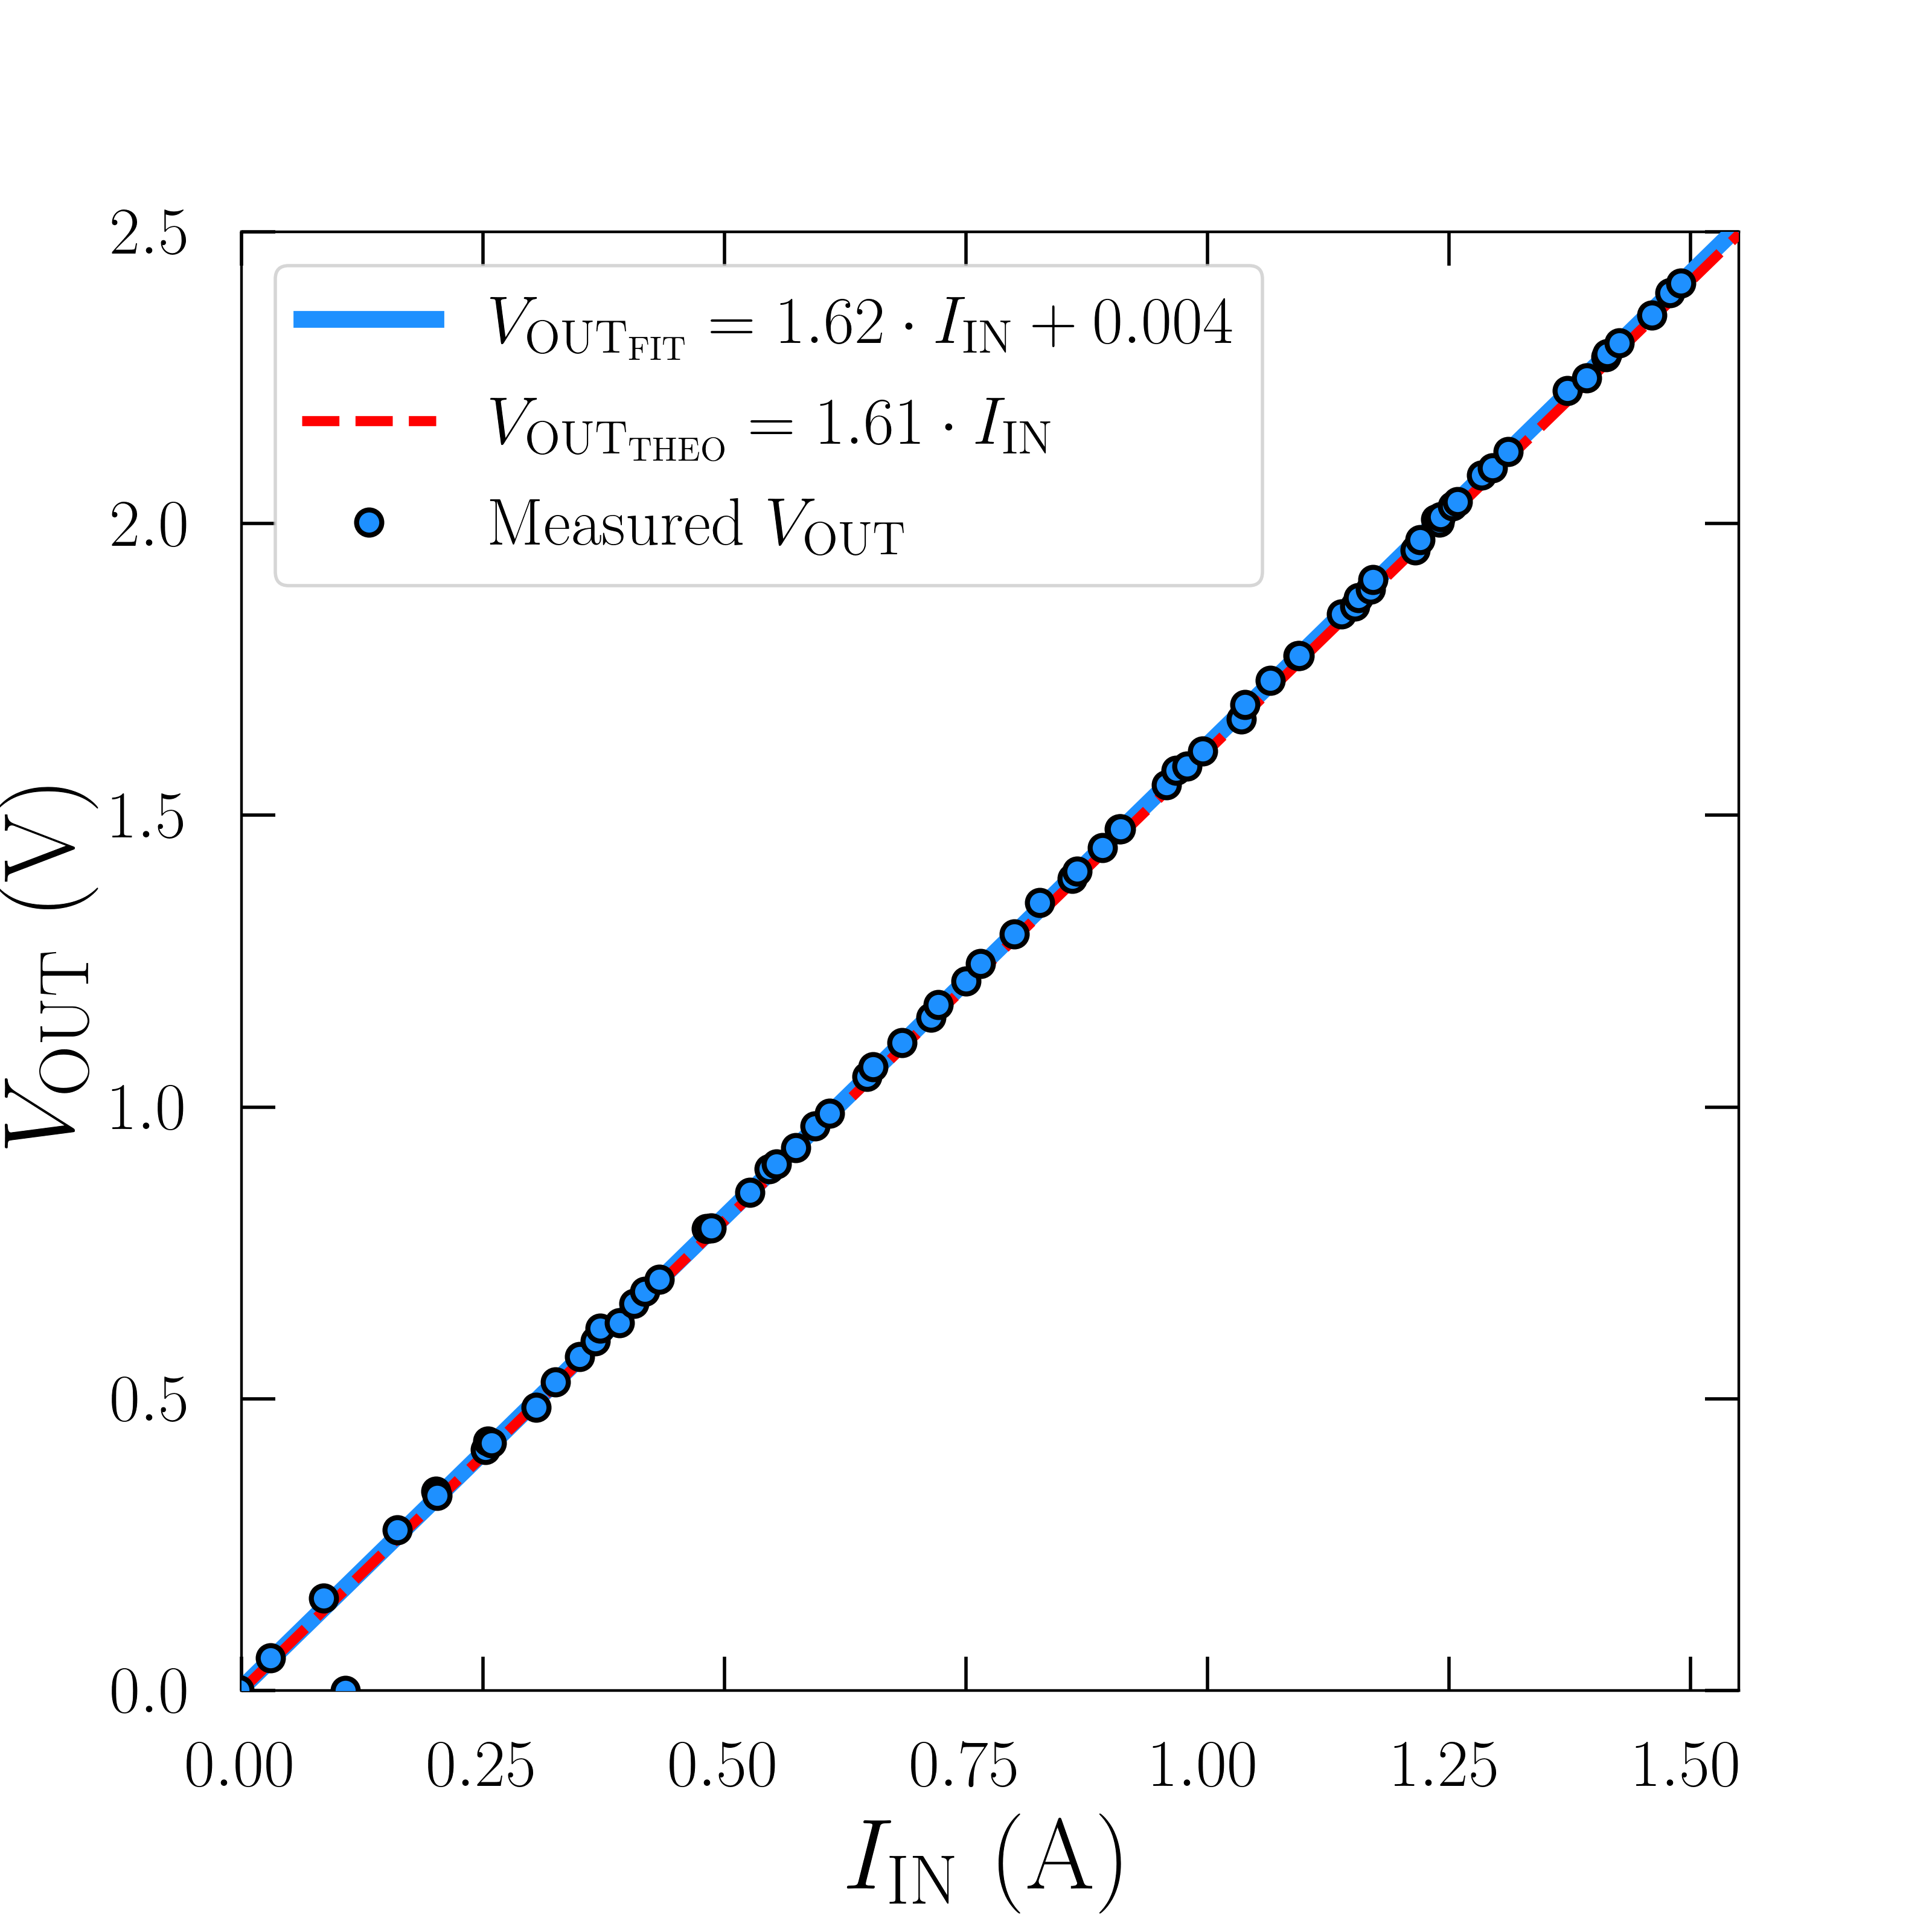 V_OUT_FIT = 1.62 · I_IN + 0.004
V_OUT_THEO = 1.61 · I_IN
Measured V_OUT
2.5
2.0
1.5
1.0
0.5
0.0
V_OUT (V)
0.00 0.25 0.50 0.75 1.00 1.25 1.50
I_IN (A)